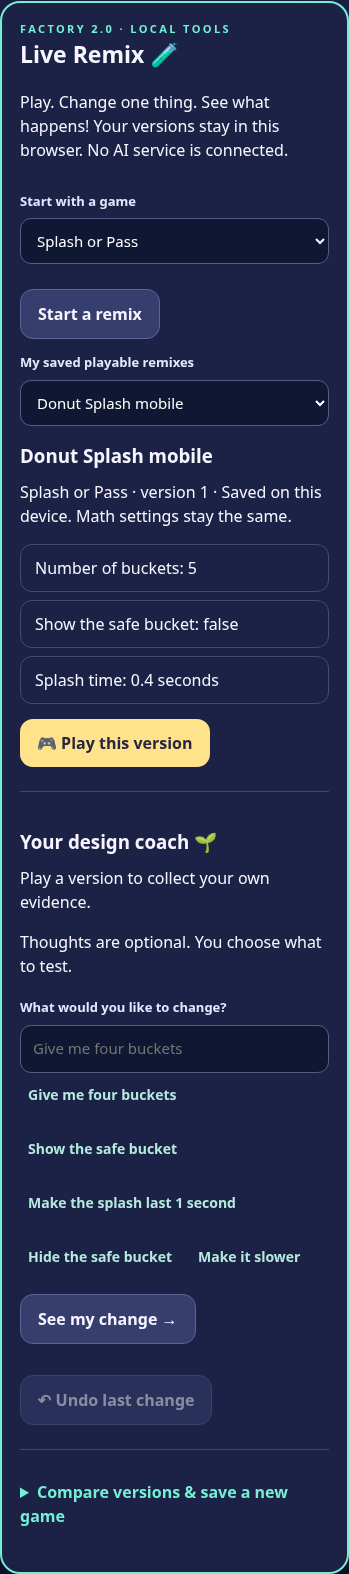 FACTORY 2.0 · LOCAL TOOLS
Live Remix 🧪
Play. Change one thing. See what
happens! Your versions stay in this
browser. No AI service is connected.
Start with a game
Splash or Pass
Start a remix
My saved playable remixes
Donut Splash mobile
Donut Splash mobile
Splash or Pass · version 1 · Saved on this
device. Math settings stay the same.
Number of buckets: 5
Show the safe bucket: false
Splash time: 0.4 seconds
🎮 Play this version
Your design coach 🌱
Play a version to collect your own
evidence.
Thoughts are optional. You choose what
to test.
What would you like to change?
Give me four buckets
Give me four buckets
Show the safe bucket
Make the splash last 1 second
Hide the safe bucket Make it slower
See my change →
↶ Undo last change
▶ Compare versions & save a new
game